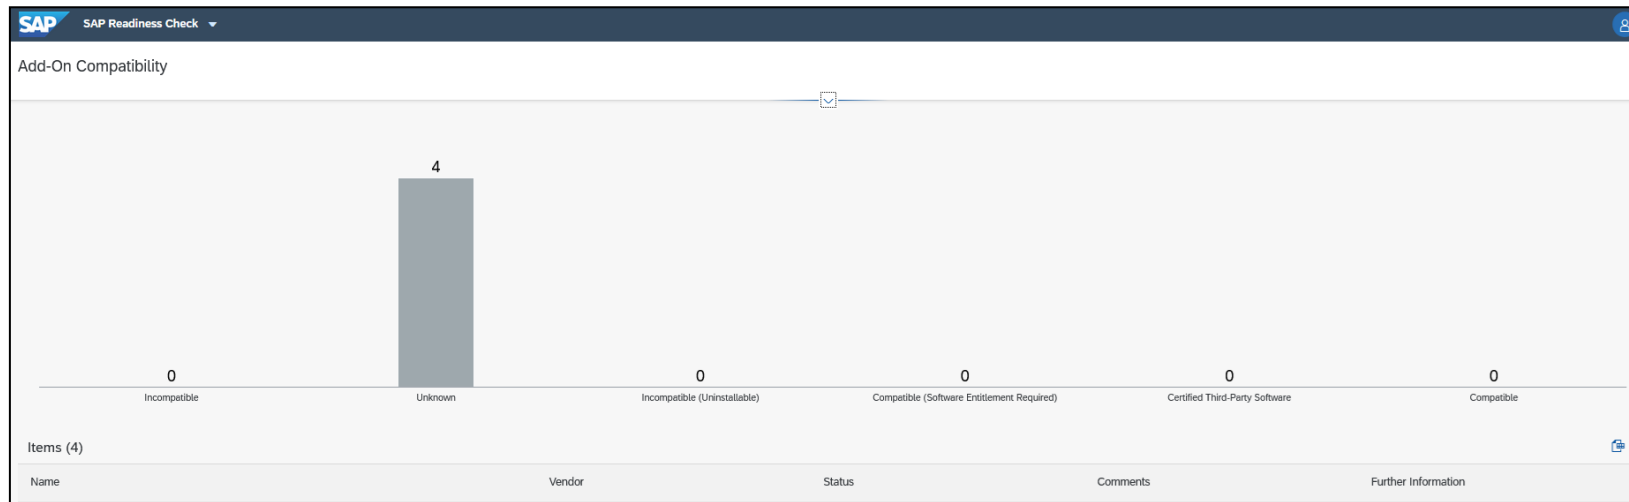 SAP SAP Readiness Check
Add-On Compatibility
4
0 0 0 0 0
Incompatible Unknown Incompatible (Uninstallable) Compatible (Software Entitlement Required) Certified Third-Party Software Compatible
Items (4)
Name Vendor Status Comments Further Information